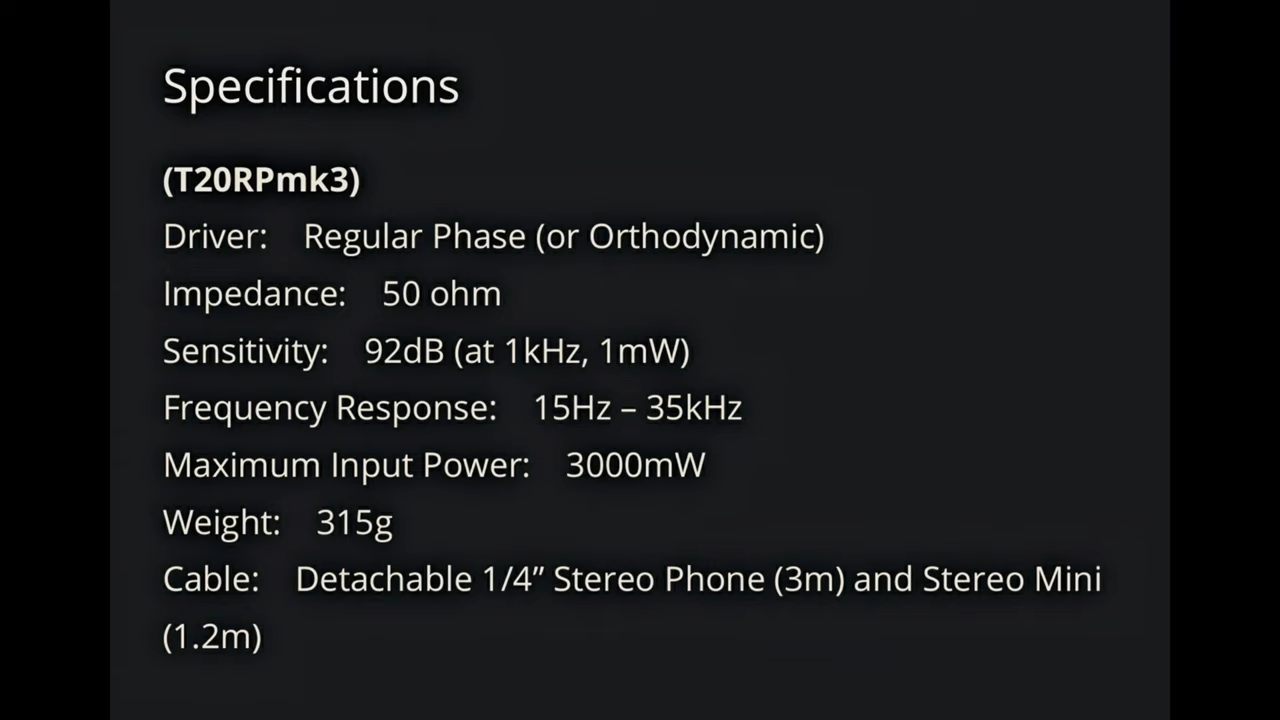 Specifications
(T20RPmk3)
Driver: Regular Phase (or Orthodynamic)
Impedance: 50 ohm
Sensitivity: 92dB (at 1kHz, 1mW)
Frequency Response: 15Hz – 35kHz
Maximum Input Power: 3000mW
Weight: 315g
Cable: Detachable 1/4” Stereo Phone (3m) and Stereo Mini
(1.2m)